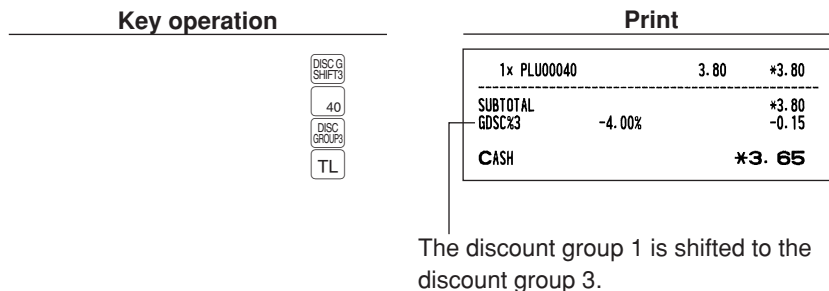 Key operation
DISC G
SHIFT3
40
DISC
GROUP3
TL
Print
1x PLU00040 3.80 *3.80
SUBTOTAL *3.80
GDSC%3 -4.00% -0.15
CASH *3.65
The discount group 1 is shifted to the
discount group 3.